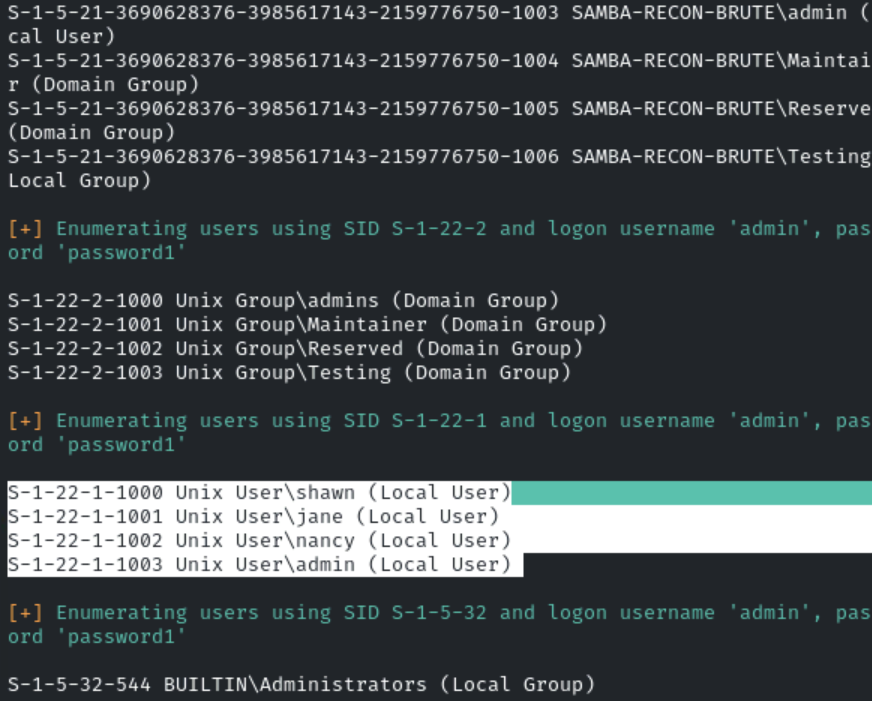 S-1-5-21-3690628376-3985617143-2159776750-1003 SAMBA-RECON-BRUTE\admin (
cal User)
S-1-5-21-3690628376-3985617143-2159776750-1004 SAMBA-RECON-BRUTE\Maintai
r (Domain Group)
S-1-5-21-3690628376-3985617143-2159776750-1005 SAMBA-RECON-BRUTE\Reserve
(Domain Group)
S-1-5-21-3690628376-3985617143-2159776750-1006 SAMBA-RECON-BRUTE\Testing
Local Group)
[+] Enumerating users using SID S-1-22-2 and logon username 'admin', pas
ord 'password1'
S-1-22-2-1000 Unix Group\admins (Domain Group)
S-1-22-2-1001 Unix Group\Maintainer (Domain Group)
S-1-22-2-1002 Unix Group\Reserved (Domain Group)
S-1-22-2-1003 Unix Group\Testing (Domain Group)
[+] Enumerating users using SID S-1-22-1 and logon username 'admin', pas
ord 'password1'
S-1-22-1-1000 Unix User\shawn (Local User)
S-1-22-1-1001 Unix User\jane (Local User)
S-1-22-1-1002 Unix User\nancy (Local User)
S-1-22-1-1003 Unix User\admin (Local User)
[+] Enumerating users using SID S-1-5-32 and logon username 'admin', pas
ord 'password1'
S-1-5-32-544 BUILTIN\Administrators (Local Group)